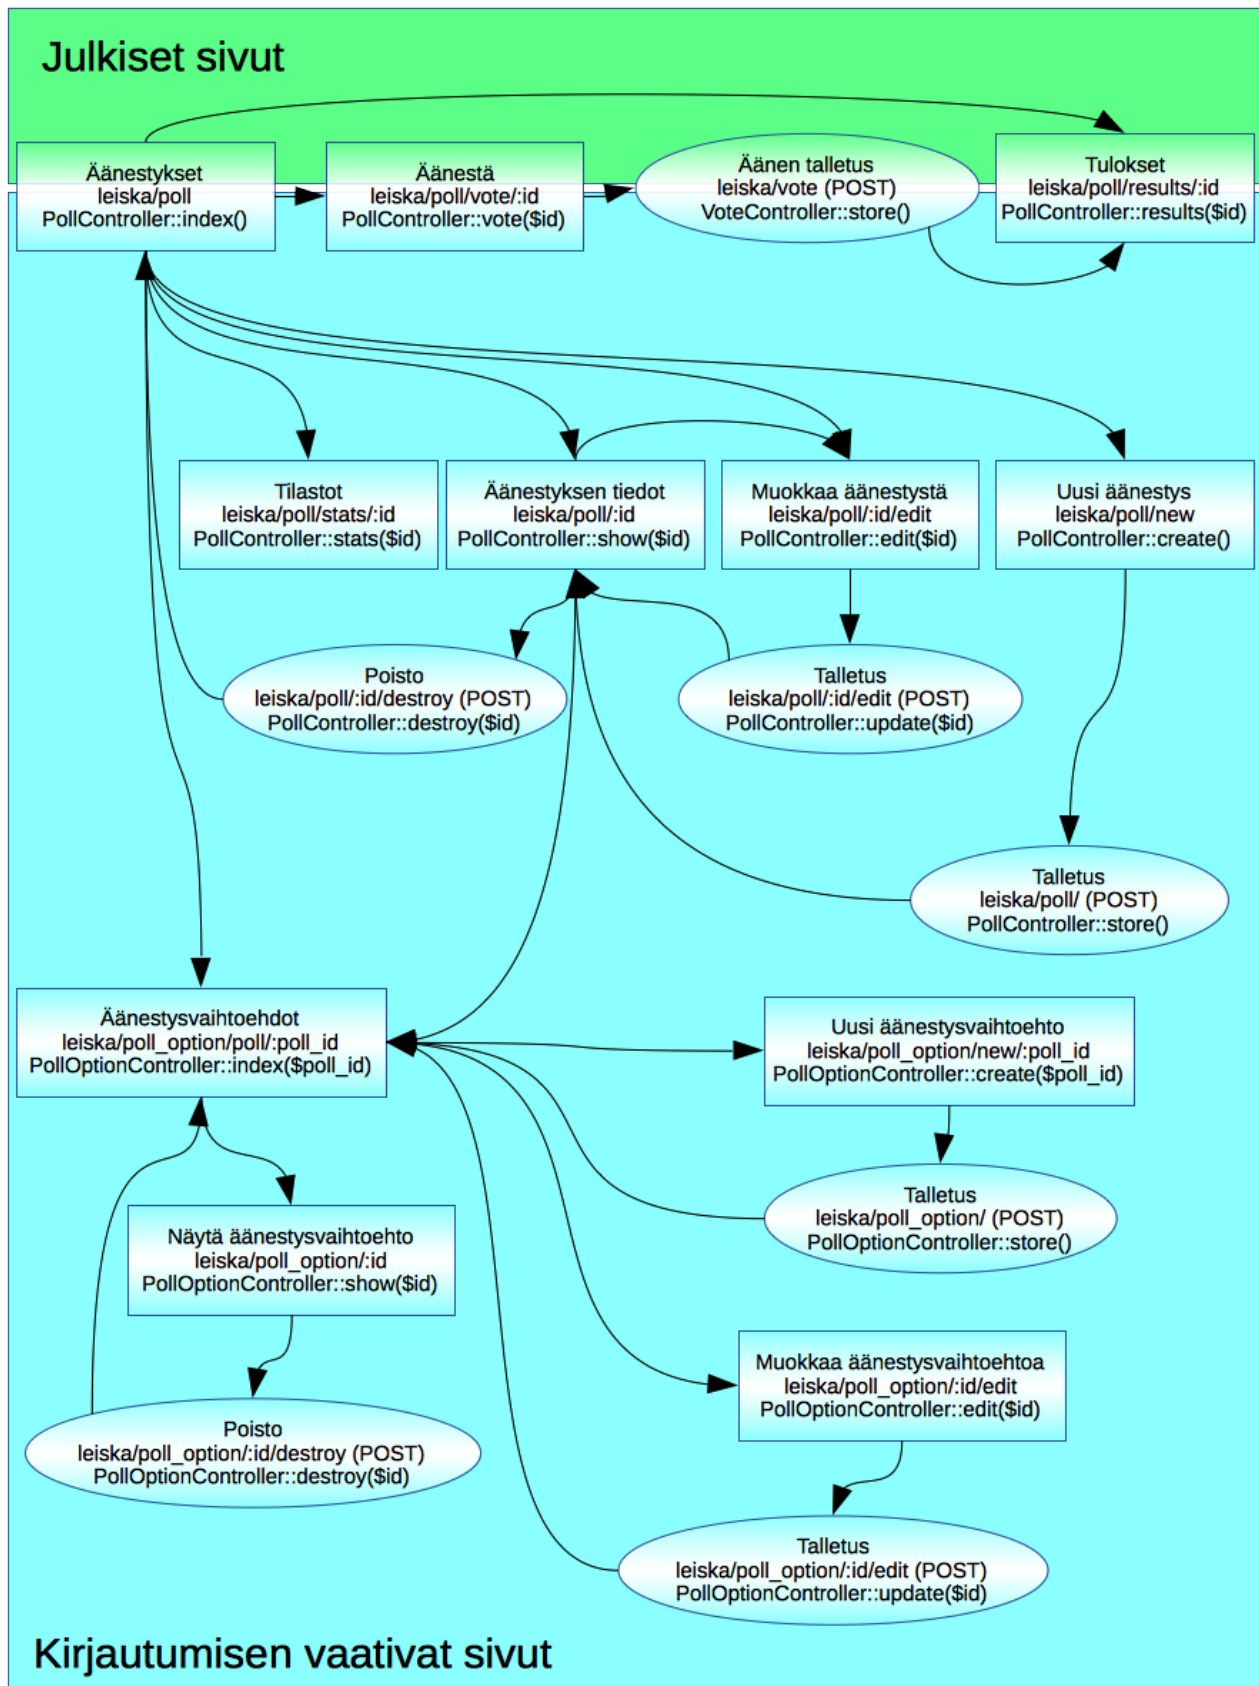 Julkiset sivut
Äänestykset
leiska/poll
PollController::index()
Äänestä
leiska/poll/vote/:id
PollController::vote($id)
Äänen talletus
leiska/vote (POST)
VoteController::store()
Tulokset
leiska/poll/results/:id
PollController::results($id)
Tilastot
leiska/poll/stats/:id
PollController::stats($id)
Äänestyksen tiedot
leiska/poll/:id
PollController::show($id)
Muokkaa äänestystä
leiska/poll/:id/edit
PollController::edit($id)
Uusi äänestys
leiska/poll/new
PollController::create()
Poisto
leiska/poll/:id/destroy (POST)
PollController::destroy($id)
Talletus
leiska/poll/:id/edit (POST)
PollController::update($id)
Talletus
leiska/poll/ (POST)
PollController::store()
Äänestysvaihtoehdot
leiska/poll_option/poll/:poll_id
PollOptionController::index($poll_id)
Uusi äänestysvaihtoehto
leiska/poll_option/new/:poll_id
PollOptionController::create($poll_id)
Talletus
leiska/poll_option/ (POST)
PollOptionController::store()
Näytä äänestysvaihtoehto
leiska/poll_option/:id
PollOptionController::show($id)
Muokkaa äänestysvaihtoehtoa
leiska/poll_option/:id/edit
PollOptionController::edit($id)
Poisto
leiska/poll_option/:id/destroy (POST)
PollOptionController::destroy($id)
Talletus
leiska/poll_option/:id/edit (POST)
PollOptionController::update($id)
Kirjautumisen vaativat sivut